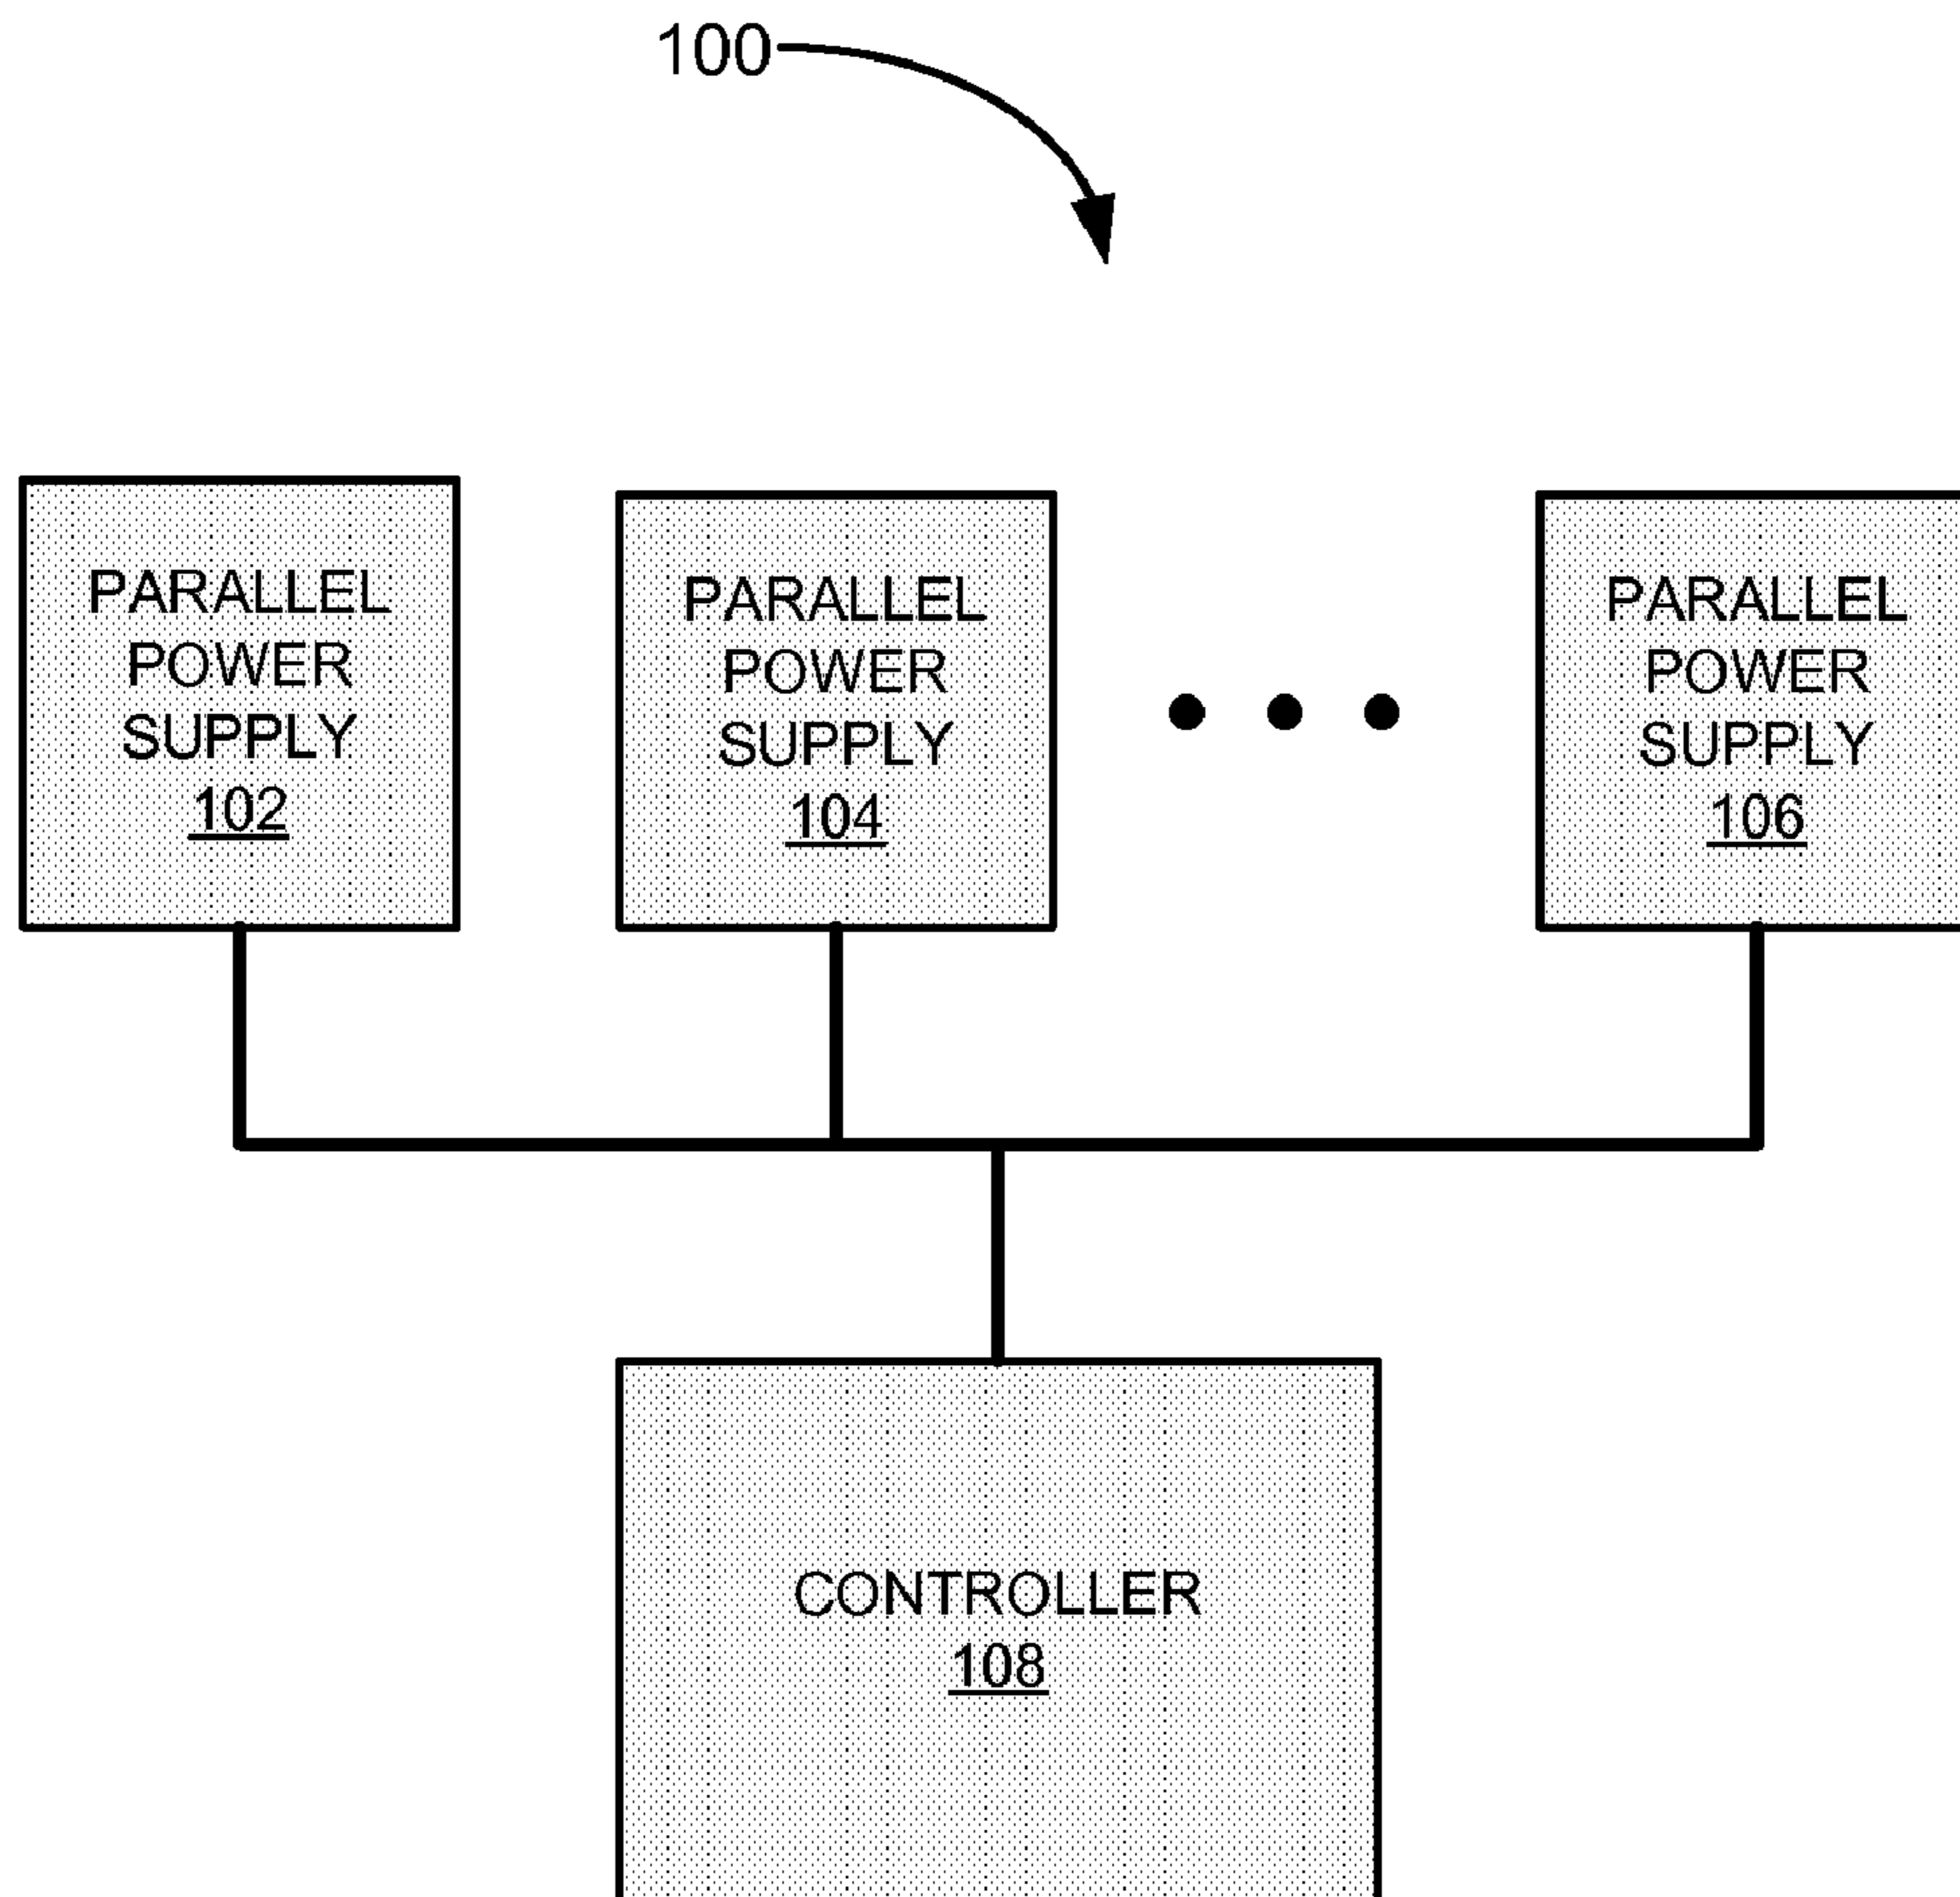 100
PARALLEL
POWER
SUPPLY
102
PARALLEL
POWER
SUPPLY
104
PARALLEL
POWER
SUPPLY
106
CONTROLLER
108